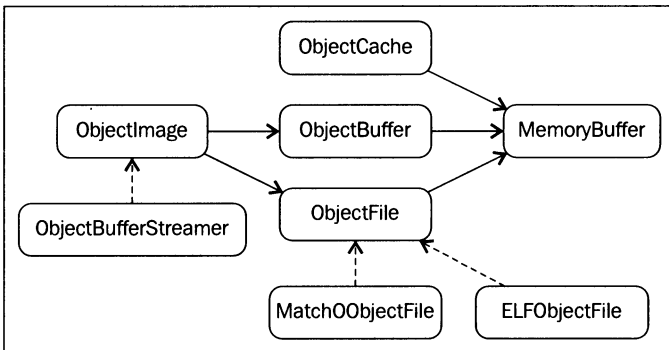 ObjectCache
ObjectImage
ObjectBuffer
MemoryBuffer
ObjectBufferStreamer
ObjectFile
MatchOObjectFile
ELFObjectFile